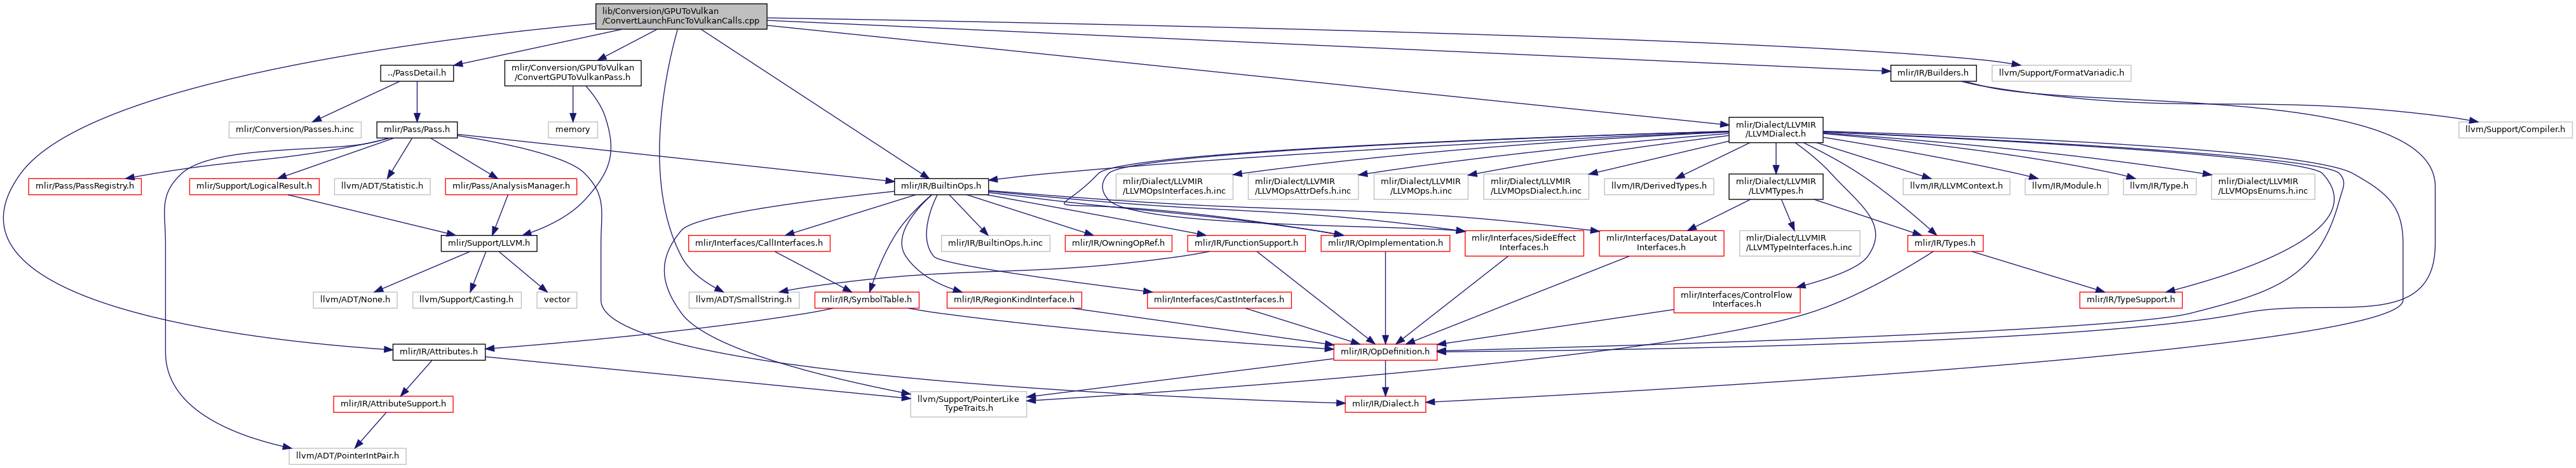 lib/Conversion/GPUToVulkan
/ConvertLaunchFuncToVulkanCalls.cpp
../PassDetail.h
mlir/Conversion/GPUToVulkan
/ConvertGPUToVulkanPass.h
mlir/IR/Builders.h
llvm/Support/FormatVariadic.h
mlir/Conversion/Passes.h.inc
mlir/Pass/Pass.h
memory
mlir/Dialect/LLVMIR
/LLVMDialect.h
llvm/Support/Compiler.h
mlir/Pass/PassRegistry.h
mlir/Support/LogicalResult.h
llvm/ADT/Statistic.h
mlir/Pass/AnalysisManager.h
mlir/IR/BuiltinOps.h
mlir/Dialect/LLVMIR
/LLVMOpsInterfaces.h.inc
mlir/Dialect/LLVMIR
/LLVMOpsAttrDefs.h.inc
mlir/Dialect/LLVMIR
/LLVMOps.h.inc
mlir/Dialect/LLVMIR
/LLVMOpsDialect.h.inc
llvm/IR/DerivedTypes.h
mlir/Dialect/LLVMIR
/LLVMTypes.h
llvm/IR/LLVMContext.h
llvm/IR/Module.h
llvm/IR/Type.h
mlir/Dialect/LLVMIR
/LLVMOpsEnums.h.inc
mlir/Support/LLVM.h
mlir/Interfaces/CallInterfaces.h
mlir/IR/BuiltinOps.h.inc
mlir/IR/OwningOpRef.h
mlir/IR/FunctionSupport.h
mlir/IR/OpImplementation.h
mlir/Interfaces/SideEffect
Interfaces.h
mlir/Interfaces/DataLayout
Interfaces.h
mlir/Dialect/LLVMIR
/LLVMTypeInterfaces.h.inc
mlir/IR/Types.h
llvm/ADT/None.h
llvm/Support/Casting.h
vector
llvm/ADT/SmallString.h
mlir/IR/SymbolTable.h
mlir/IR/RegionKindInterface.h
mlir/Interfaces/CastInterfaces.h
mlir/Interfaces/ControlFlow
Interfaces.h
mlir/IR/TypeSupport.h
mlir/IR/Attributes.h
mlir/IR/OpDefinition.h
mlir/IR/AttributeSupport.h
llvm/Support/PointerLike
TypeTraits.h
mlir/IR/Dialect.h
llvm/ADT/PointerIntPair.h